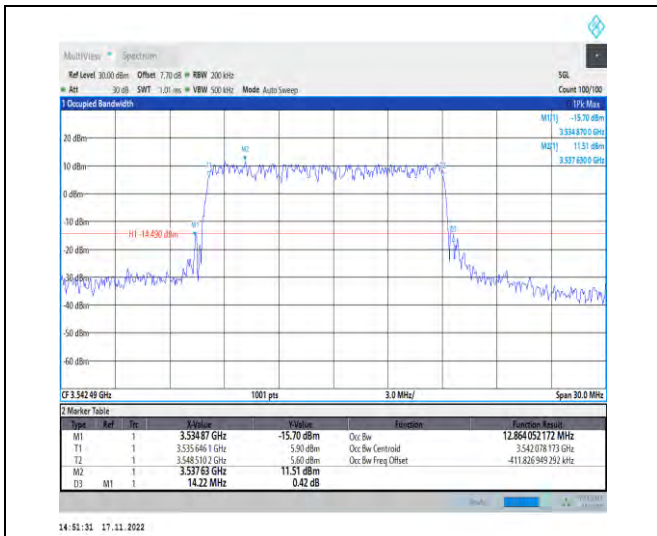 MultiView Spectrum
Ref Level 30.00 dBm Offset 7.70 dB RBW 200 kHz SGL
Att 30 dB SWT 1.01 ms VBW 500 kHz Mode Auto Sweep Count 100/100
1 Occupied Bandwidth 1Pk Max
M1[1] -15.70 dBm
3.534 870 0 GHz
M2[1] 11.51 dBm
3.537 630 0 GHz
M2
20 dBm
10 dBm
0 dBm
-10 dBm
M1
H1 -14.490 dBm
D3
-20 dBm
-30 dBm
-40 dBm
-50 dBm
-60 dBm
CF 3.542 49 GHz 1001 pts 3.0 MHz/ Span 30.0 MHz
2 Marker Table
Type Ref Trc X-Value Y-Value Function Function Result
M1 1 3.534 87 GHz -15.70 dBm Occ Bw 12.864 052 172 MHz
T1 1 3.535 646 1 GHz 5.90 dBm Occ Bw Centroid 3.542 078 173 GHz
T2 1 3.548 510 2 GHz 5.60 dBm Occ Bw Freq Offset -411.826 949 292 kHz
M2 1 3.537 63 GHz 11.51 dBm
D3 M1 1 14.22 MHz 0.42 dB
14:51:31 17.11.2022